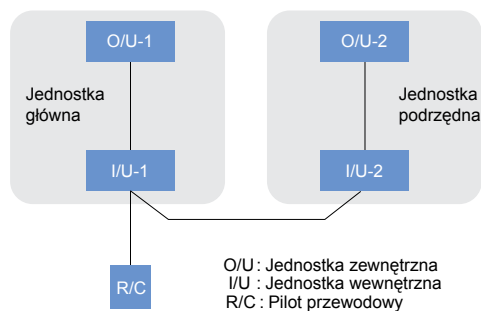 O/U-1
O/U-2
Jednostka
główna
Jednostka
podrzędna
I/U-1
I/U-2
R/C
O/U : Jednostka zewnętrzna
I/U : Jednostka wewnętrzna
R/C : Pilot przewodowy